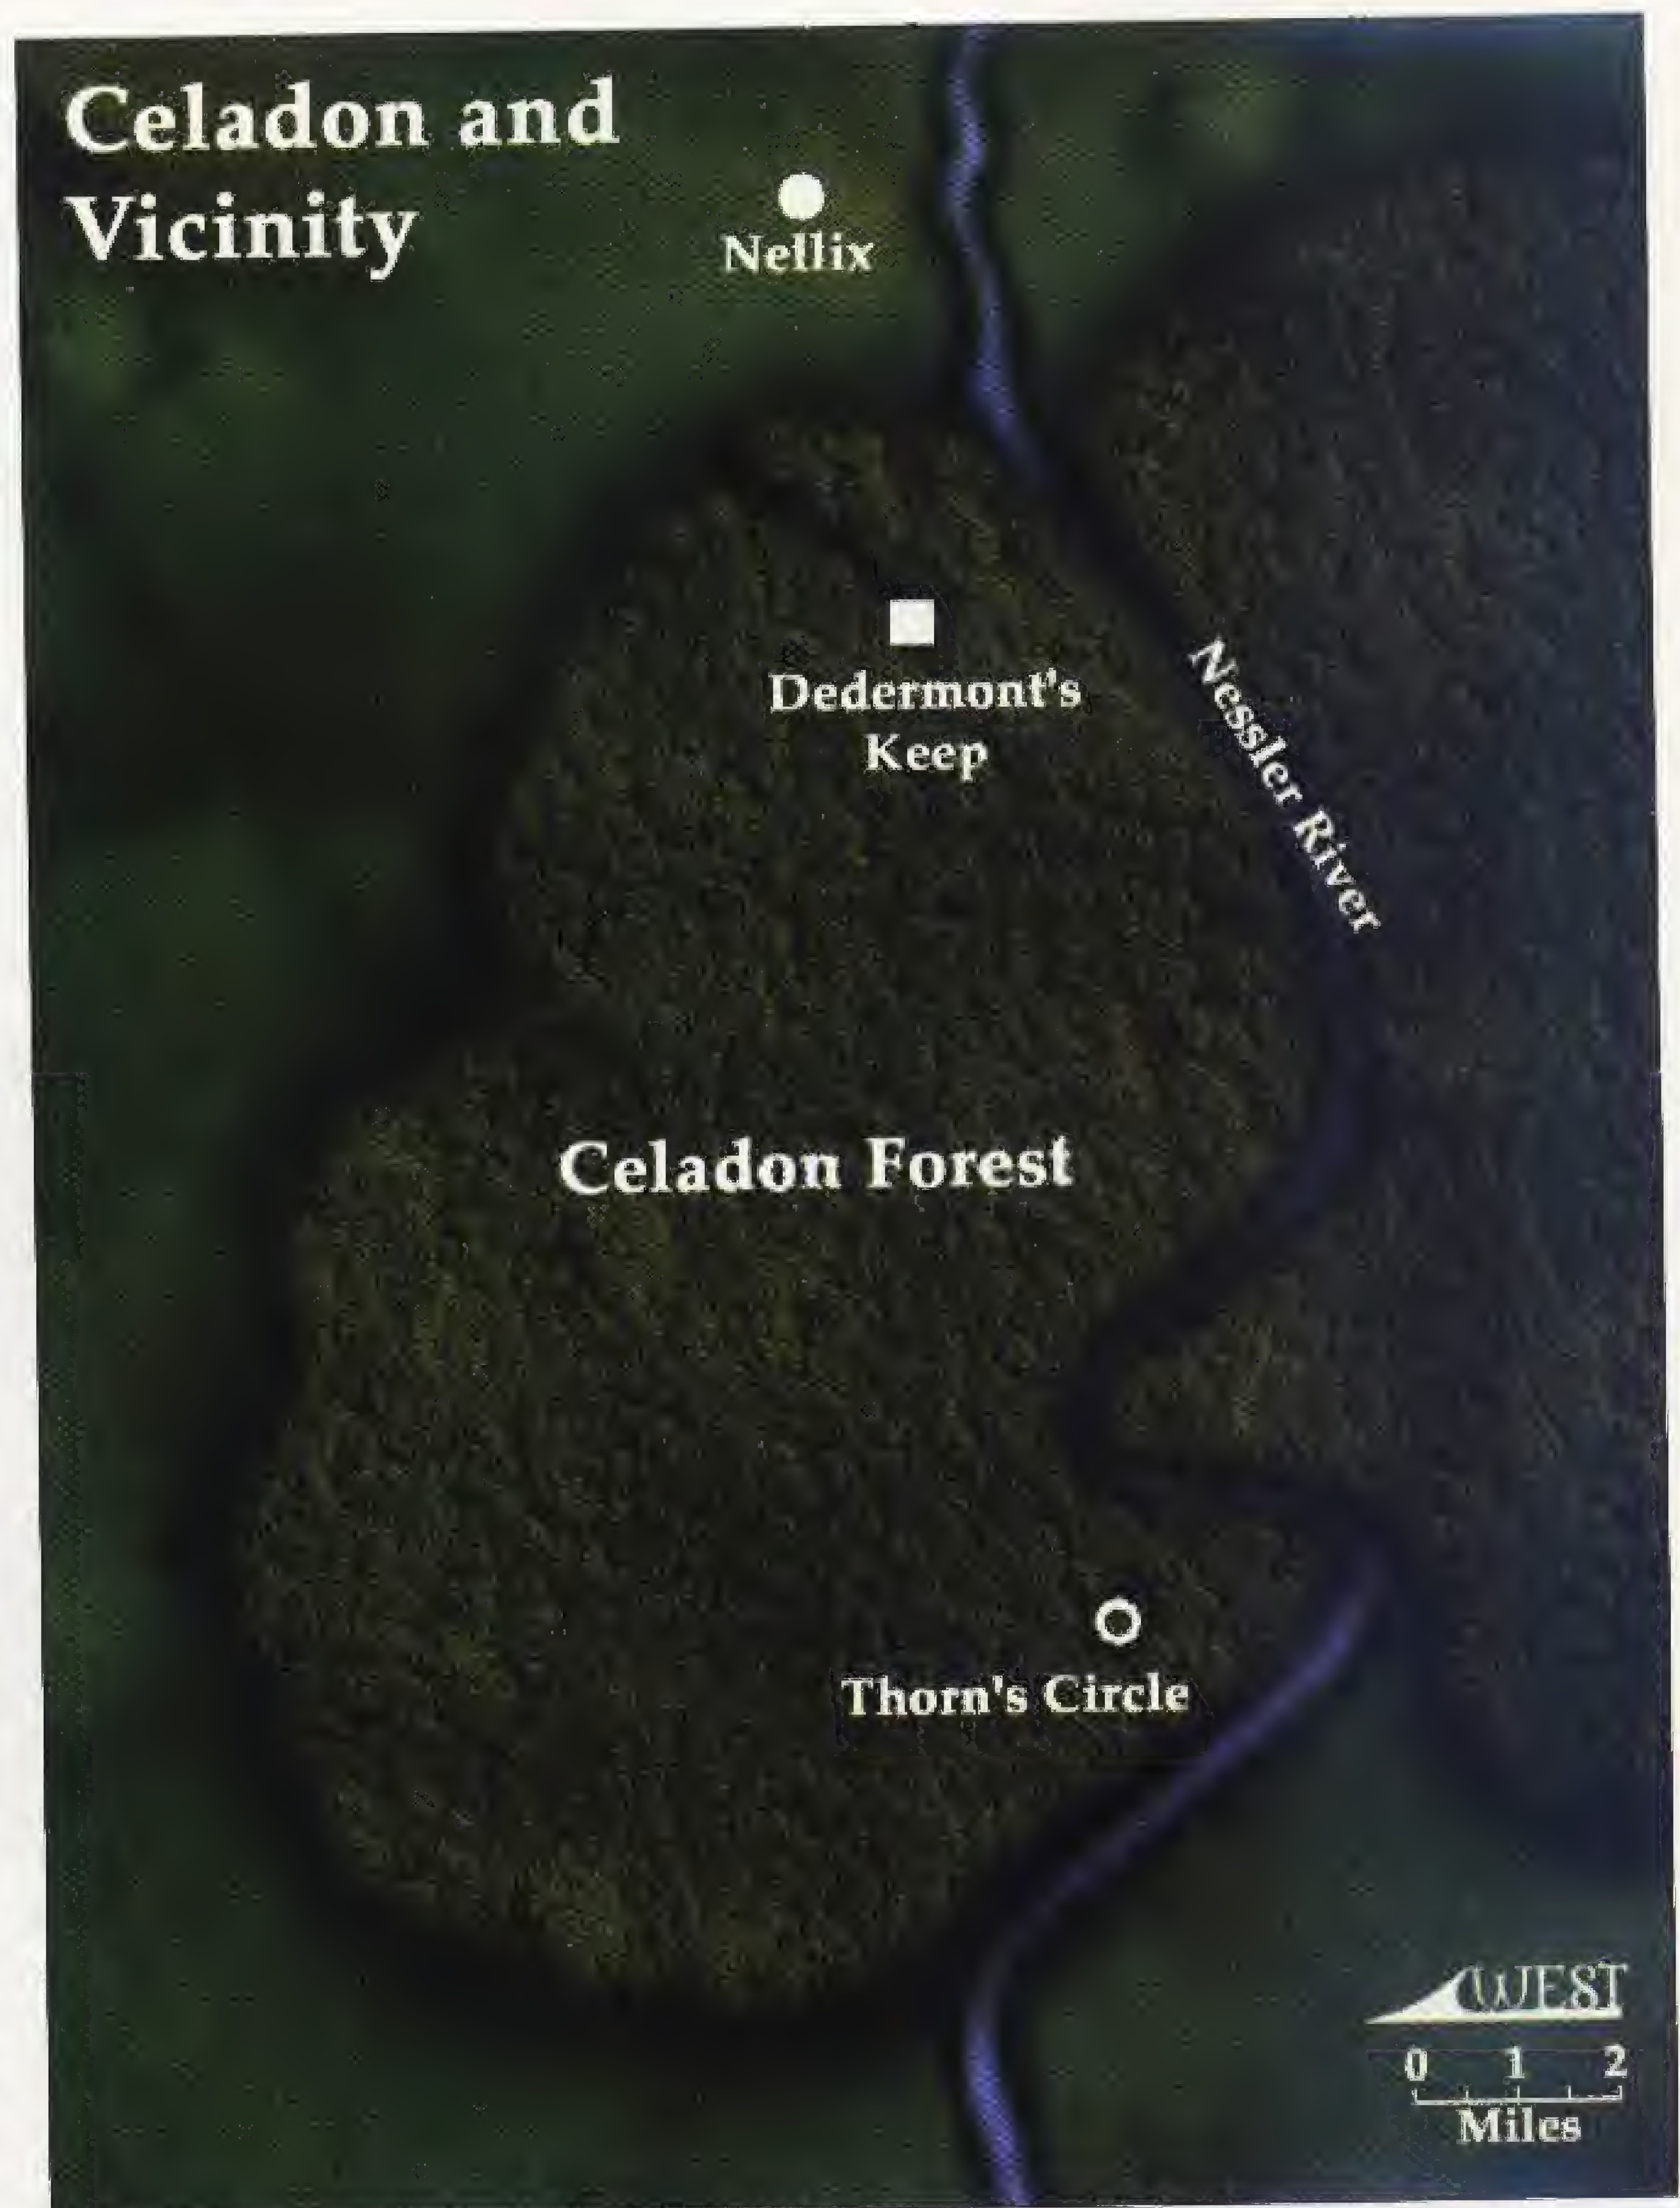 Celadon and
Vicinity
Nellix
Dedermont's
Keep
Nessler River
Celadon Forest
Thorn's Circle
WEST
0 1 2
Miles